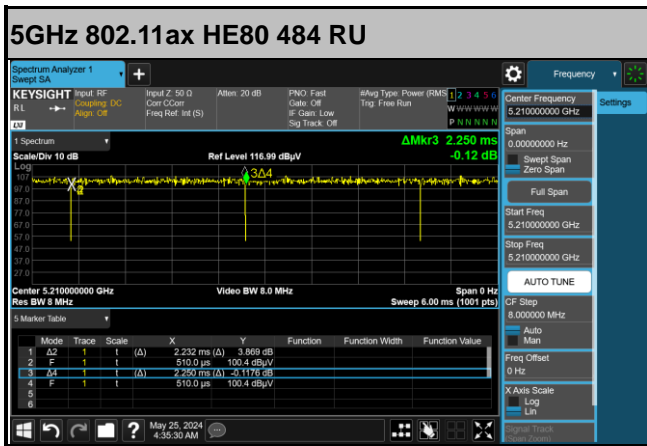 5GHz 802.11ax HE80 484 RU
Spectrum Analyzer 1
Swept SA
Frequency
KEYSIGHT
RL
LXI
Input: RF
Coupling: DC
Align: Off
Input Z: 50 Ω
Corr CCorr
Freq Ref: Int (S)
Atten: 20 dB
PNO: Fast
Gate: Off
IF Gain: Low
Sig Track: Off
#Avg Type: Power (RMS
Trig: Free Run
1 2 3 4 5 6
W W W W W W
P N N N N N
Center Frequency
5.210000000 GHz
Settings
Span
0.00000000 Hz
Swept Span
Zero Span
Full Span
Start Freq
5.210000000 GHz
Stop Freq
5.210000000 GHz
AUTO TUNE
CF Step
8.000000 MHz
Auto
Man
Freq Offset
0 Hz
X Axis Scale
Log
Lin
Signal Track
(Span Zoom)
1 Spectrum
ΔMkr3 2.250 ms
Scale/Div 10 dB
Ref Level 116.99 dBµV
-0.12 dB
Log
3Δ4
107
97.0
87.0
77.0
67.0
57.0
47.0
37.0
27.0
Center 5.210000000 GHz
Video BW 8.0 MHz
Span 0 Hz
Res BW 8 MHz
Sweep 6.00 ms (1001 pts)
5 Marker Table
Mode Trace Scale X Y Function Function Width Function Value
1 Δ2 1 t (Δ) 2.232 ms (Δ) 3.869 dB
2 F 1 t 510.0 µs 100.4 dBµV
3 Δ4 1 t (Δ) 2.250 ms (Δ) -0.1176 dB
4 F 1 t 510.0 µs 100.4 dBµV
5
6
May 25, 2024
4:35:30 AM